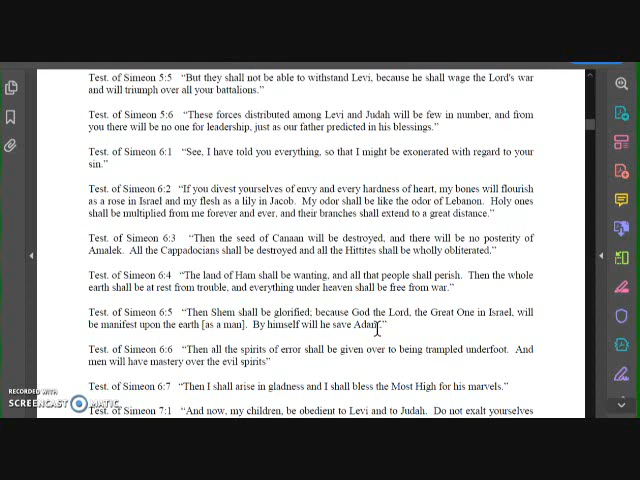 Test. of Simeon 5:5 "But they shall not be able to withstand Levi, because he shall wage the Lord's war
and will triumph over all your battalions."
Test. of Simeon 5:6 "These forces distributed among Levi and Judah will be few in number, and from
you there will be no one for leadership, just as our father predicted in his blessings."
Test. of Simeon 6:1 "See, I have told you everything, so that I might be exonerated with regard to your
sin."
Test. of Simeon 6:2 "If you divest yourselves of envy and every hardness of heart, my bones will flourish
as a rose in Israel and my flesh as a lily in Jacob. My odor shall be like the odor of Lebanon. Holy ones
shall be multiplied from me forever and ever, and their branches shall extend to a great distance."
Test. of Simeon 6:3 "Then the seed of Canaan will be destroyed, and there will be no posterity of
Amalek. All the Cappadocians shall be destroyed and all the Hittites shall be wholly obliterated."
Test. of Simeon 6:4 "The land of Ham shall be wanting, and all that people shall perish. Then the whole
earth shall be at rest from trouble, and everything under heaven shall be free from war."
Test. of Simeon 6:5 "Then Shem shall be glorified; because God the Lord, the Great One in Israel, will
be manifest upon the earth [as a man]. By himself will he save Adam."
Test. of Simeon 6:6 "Then all the spirits of error shall be given over to being trampled underfoot. And
men will have mastery over the evil spirits"
Test. of Simeon 6:7 "Then I shall arise in gladness and I shall bless the Most High for his marvels."
Test. of Simeon 7:1 "And now, my children, be obedient to Levi and to Judah. Do not exalt yourselves
RECORDED WITH
SCREENCAST MATIC